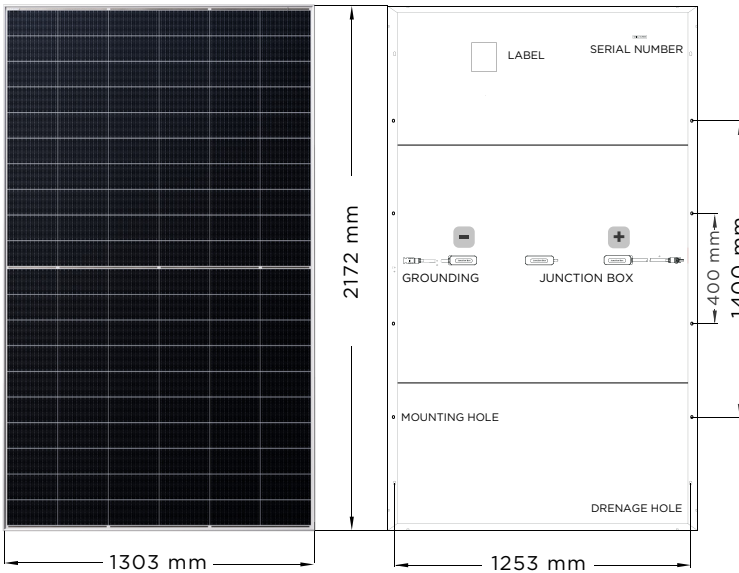 LABEL
SERIAL NUMBER
2172 mm
−
+
GROUNDING
JUNCTION BOX
400 mm
1400 mm
MOUNTING HOLE
DRENAGE HOLE
1303 mm
1253 mm